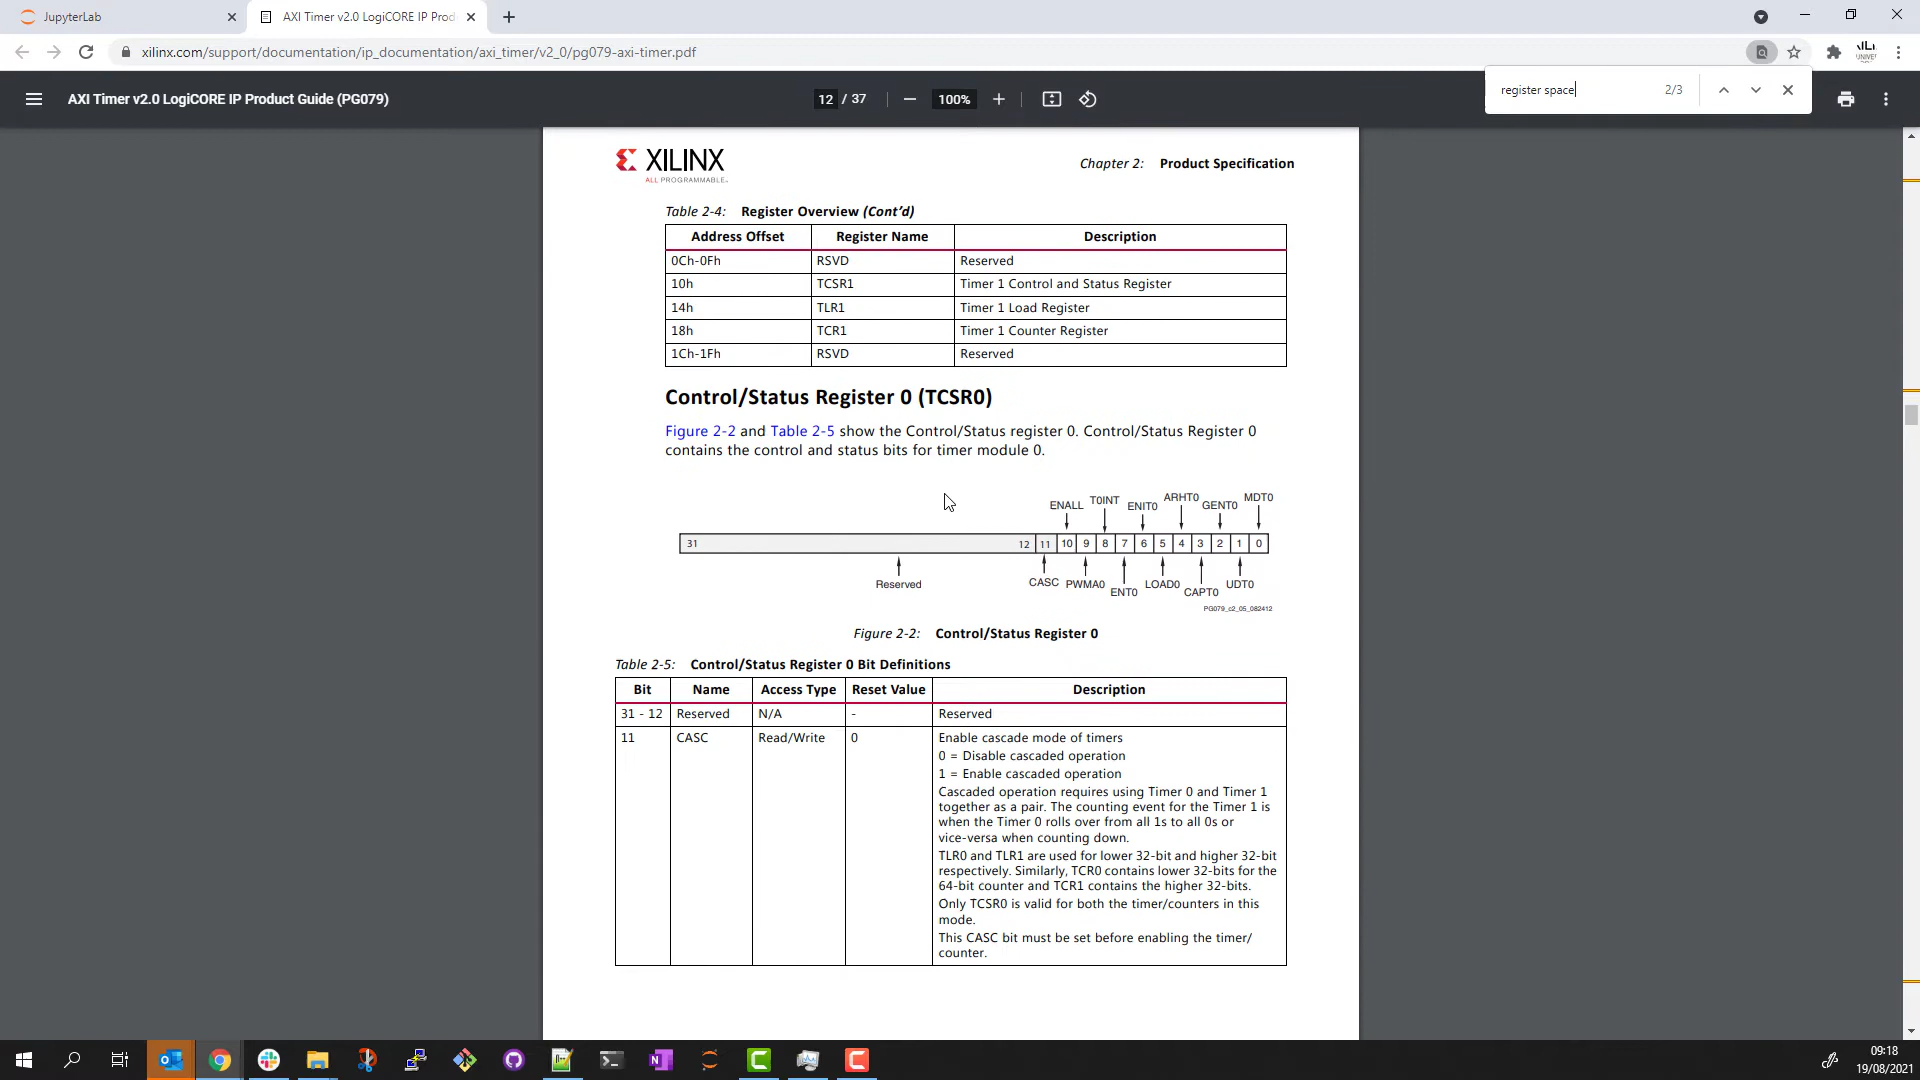 JupyterLab
AXI Timer v2.0 LogiCORE IP Prod
xilinx.com/support/documentation/ip_documentation/axi_timer/v2_0/pg079-axi-timer.pdf
AXI Timer v2.0 LogiCORE IP Product Guide (PG079)
12 / 37
100%
register space
2/3
XILINX
ALL PROGRAMMABLE.
Chapter 2: Product Specification
Table 2-4: Register Overview (Cont'd)
Address Offset Register Name Description
0Ch-0Fh RSVD Reserved
10h TCSR1 Timer 1 Control and Status Register
14h TLR1 Timer 1 Load Register
18h TCR1 Timer 1 Counter Register
1Ch-1Fh RSVD Reserved
Control/Status Register 0 (TCSR0)
Figure 2-2 and Table 2-5 show the Control/Status register 0. Control/Status Register 0
contains the control and status bits for timer module 0.
ENALL T0INT ENIT0 ARHT0 GENT0 MDT0
31 12 11 10 9 8 7 6 5 4 3 2 1 0
Reserved CASC PWMA0 ENT0 LOAD0 CAPT0 UDT0
PG079_c2_05_082412
Figure 2-2: Control/Status Register 0
Table 2-5: Control/Status Register 0 Bit Definitions
Bit Name Access Type Reset Value Description
31 - 12 Reserved N/A - Reserved
11 CASC Read/Write 0 Enable cascade mode of timers
0 = Disable cascaded operation
1 = Enable cascaded operation
Cascaded operation requires using Timer 0 and Timer 1
together as a pair. The counting event for the Timer 1 is
when the Timer 0 rolls over from all 1s to all 0s or
vice-versa when counting down.
TLR0 and TLR1 are used for lower 32-bit and higher 32-bit
respectively. Similarly, TCR0 contains lower 32-bits for the
64-bit counter and TCR1 contains the higher 32-bits.
Only TCSR0 is valid for both the timer/counters in this
mode.
This CASC bit must be set before enabling the timer/
counter.
09:18
19/08/2021